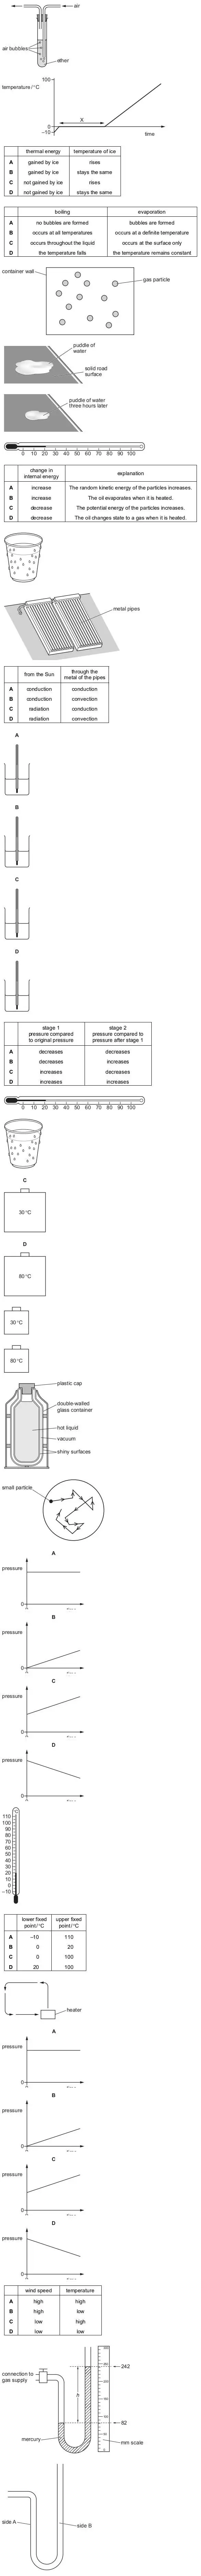 air
air
air bubbles
ether
100
temperature / °C
X
0
–10
time
thermal energy temperature of ice
A gained by ice rises
B gained by ice stays the same
C not gained by ice rises
D not gained by ice stays the same
boiling evaporation
A no bubbles are formed bubbles are formed
B occurs at all temperatures occurs at a definite temperature
C occurs throughout the liquid occurs at the surface only
D the temperature falls the temperature remains constant
container wall
gas particle
puddle of
water
solid road
surface
puddle of water
three hours later
0 10 20 30 40 50 60 70 80 90 100
change in
internal energy
explanation
A increase The random kinetic energy of the particles increases.
B increase The oil evaporates when it is heated.
C decrease The potential energy of the particles increases.
D decrease The oil changes state to a gas when it is heated.
metal pipes
from the Sun
through the
metal of the pipes
A conduction conduction
B conduction convection
C radiation conduction
D radiation convection
A
B
C
D
stage 1
pressure compared
to original pressure
stage 2
pressure compared to
pressure after stage 1
A decreases decreases
B decreases increases
C increases decreases
D increases increases
0 10 20 30 40 50 60 70 80 90 100
C
30 °C
D
80 °C
30 °C
80 °C
plastic cap
double-walled
glass container
hot liquid
vacuum
shiny surfaces
small particle
A
pressure
0
B
pressure
0
C
pressure
0
D
pressure
0
°C
110
100
90
80
70
60
50
40
30
20
10
0
–10
lower fixed
point / °C
upper fixed
point / °C
A –10 110
B 0 20
C 0 100
D 20 100
heater
A
pressure
0
B
pressure
0
C
pressure
0
D
pressure
0
wind speed temperature
A high high
B high low
C low high
D low low
connection to
gas supply
242
h
82
mercury
mm scale
side A
side B